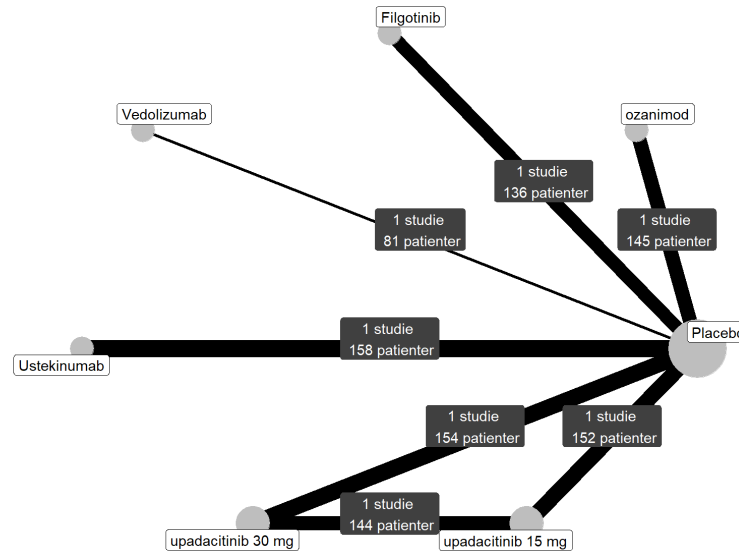 Filgotinib
Vedolizumab
ozanimod
1 studie
136 patienter
1 studie
81 patienter
1 studie
145 patienter
Placebo
1 studie
158 patienter
Ustekinumab
1 studie
154 patienter
1 studie
152 patienter
1 studie
144 patienter
upadacitinib 30 mg
upadacitinib 15 mg